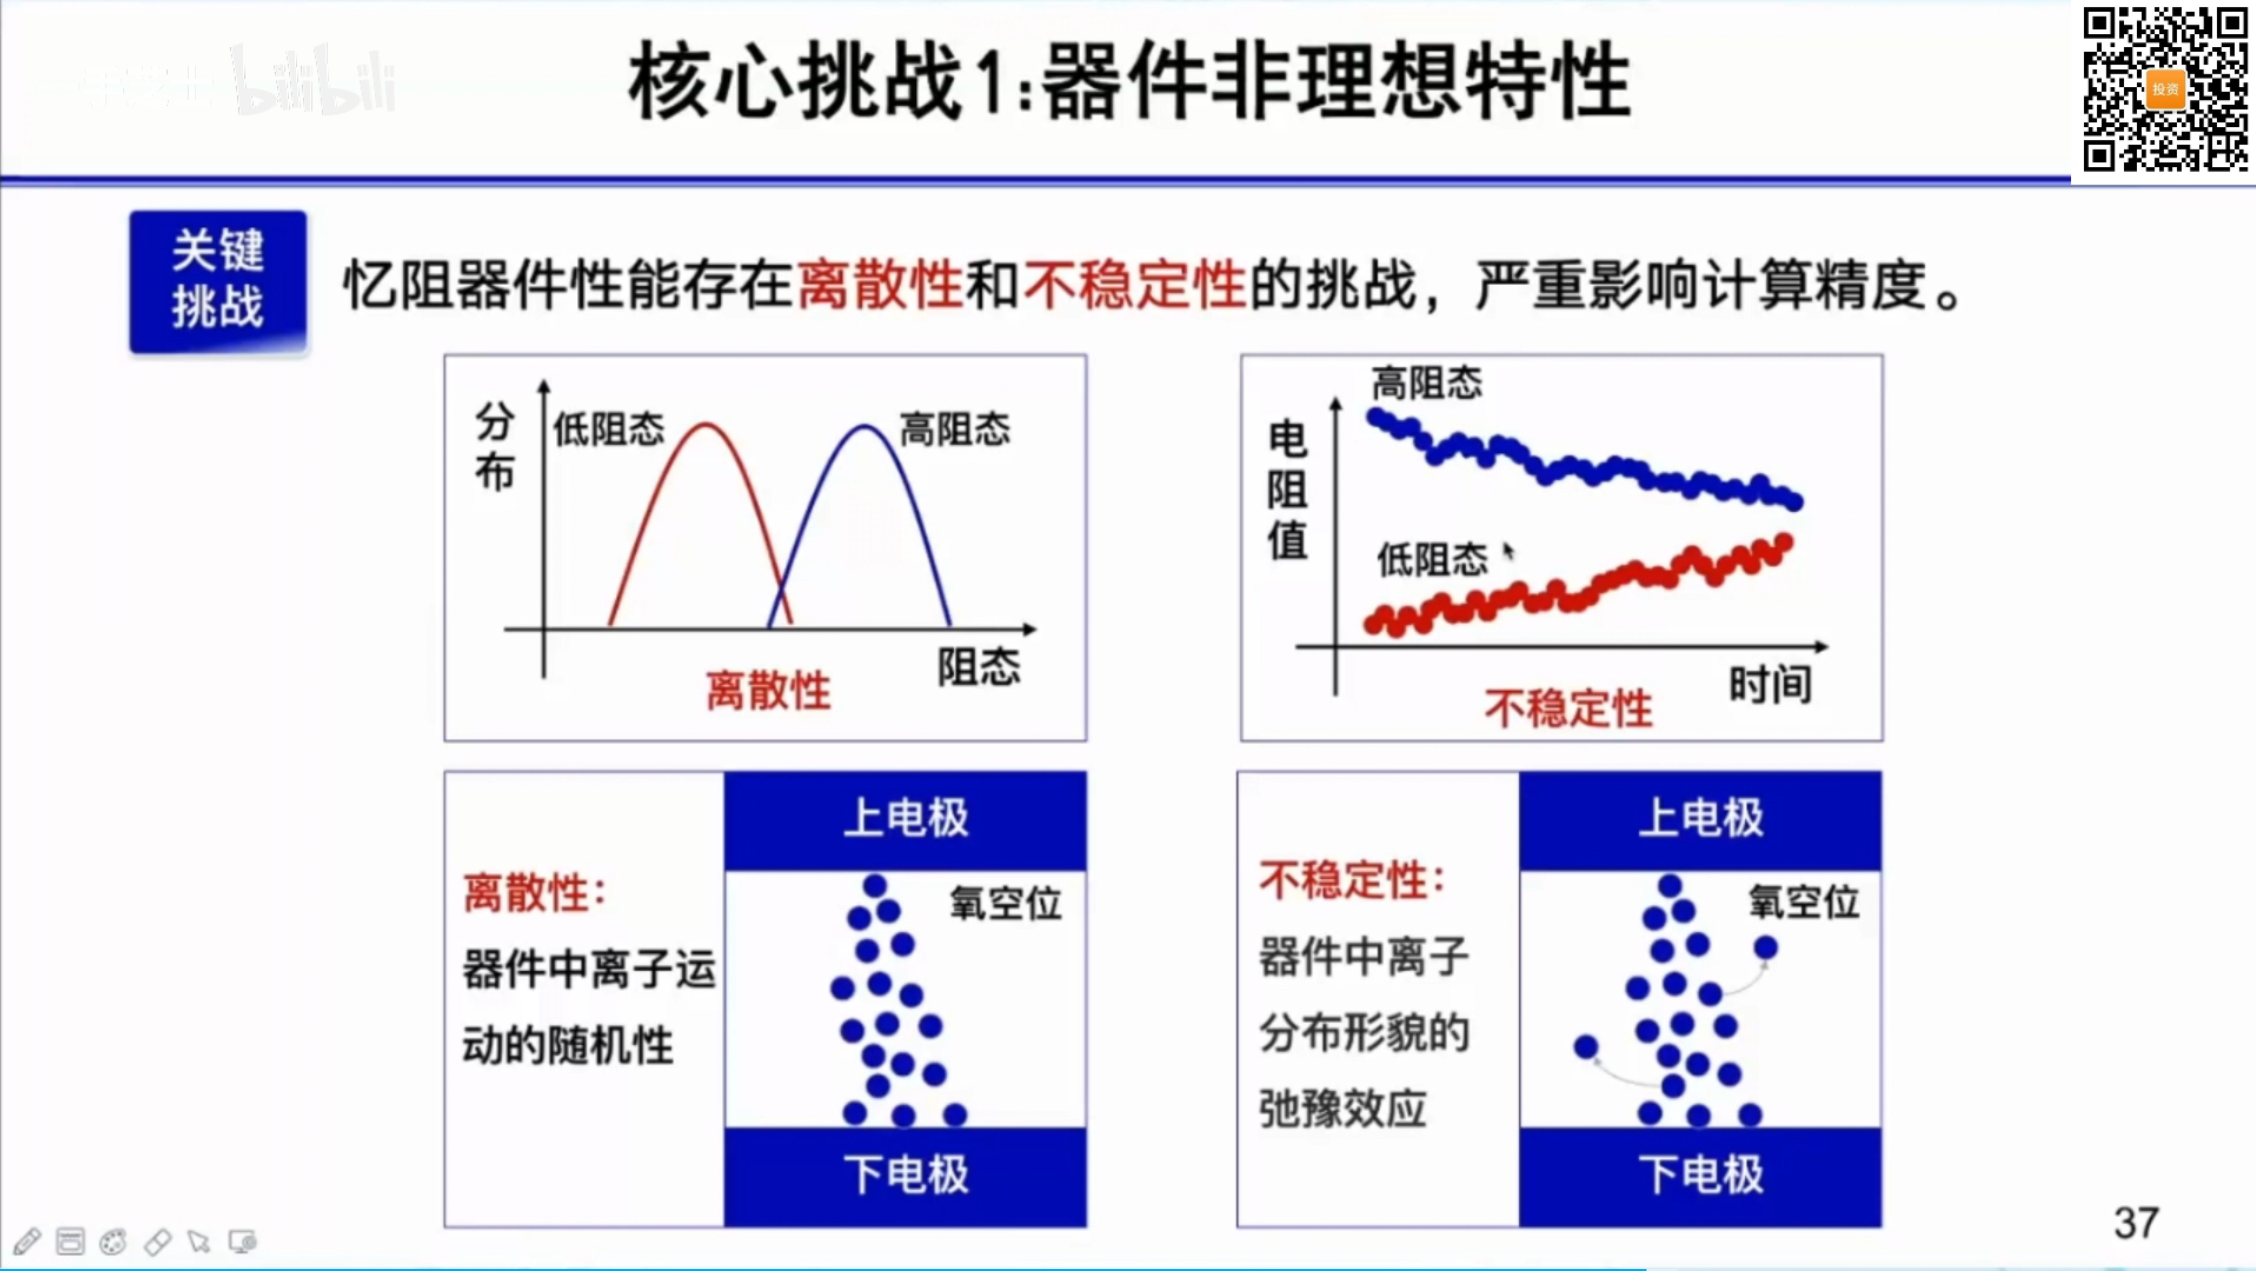 bilibili
核心挑战1:器件非理想特性
投资
关键
挑战
忆阻器件性能存在离散性和不稳定性的挑战，严重影响计算精度。
分布
低阻态
高阻态
阻态
离散性
高阻态
电阻值
低阻态
时间
不稳定性
离散性：
器件中离子运
动的随机性
上电极
氧空位
下电极
不稳定性：
器件中离子
分布形貌的
弛豫效应
上电极
氧空位
下电极
37